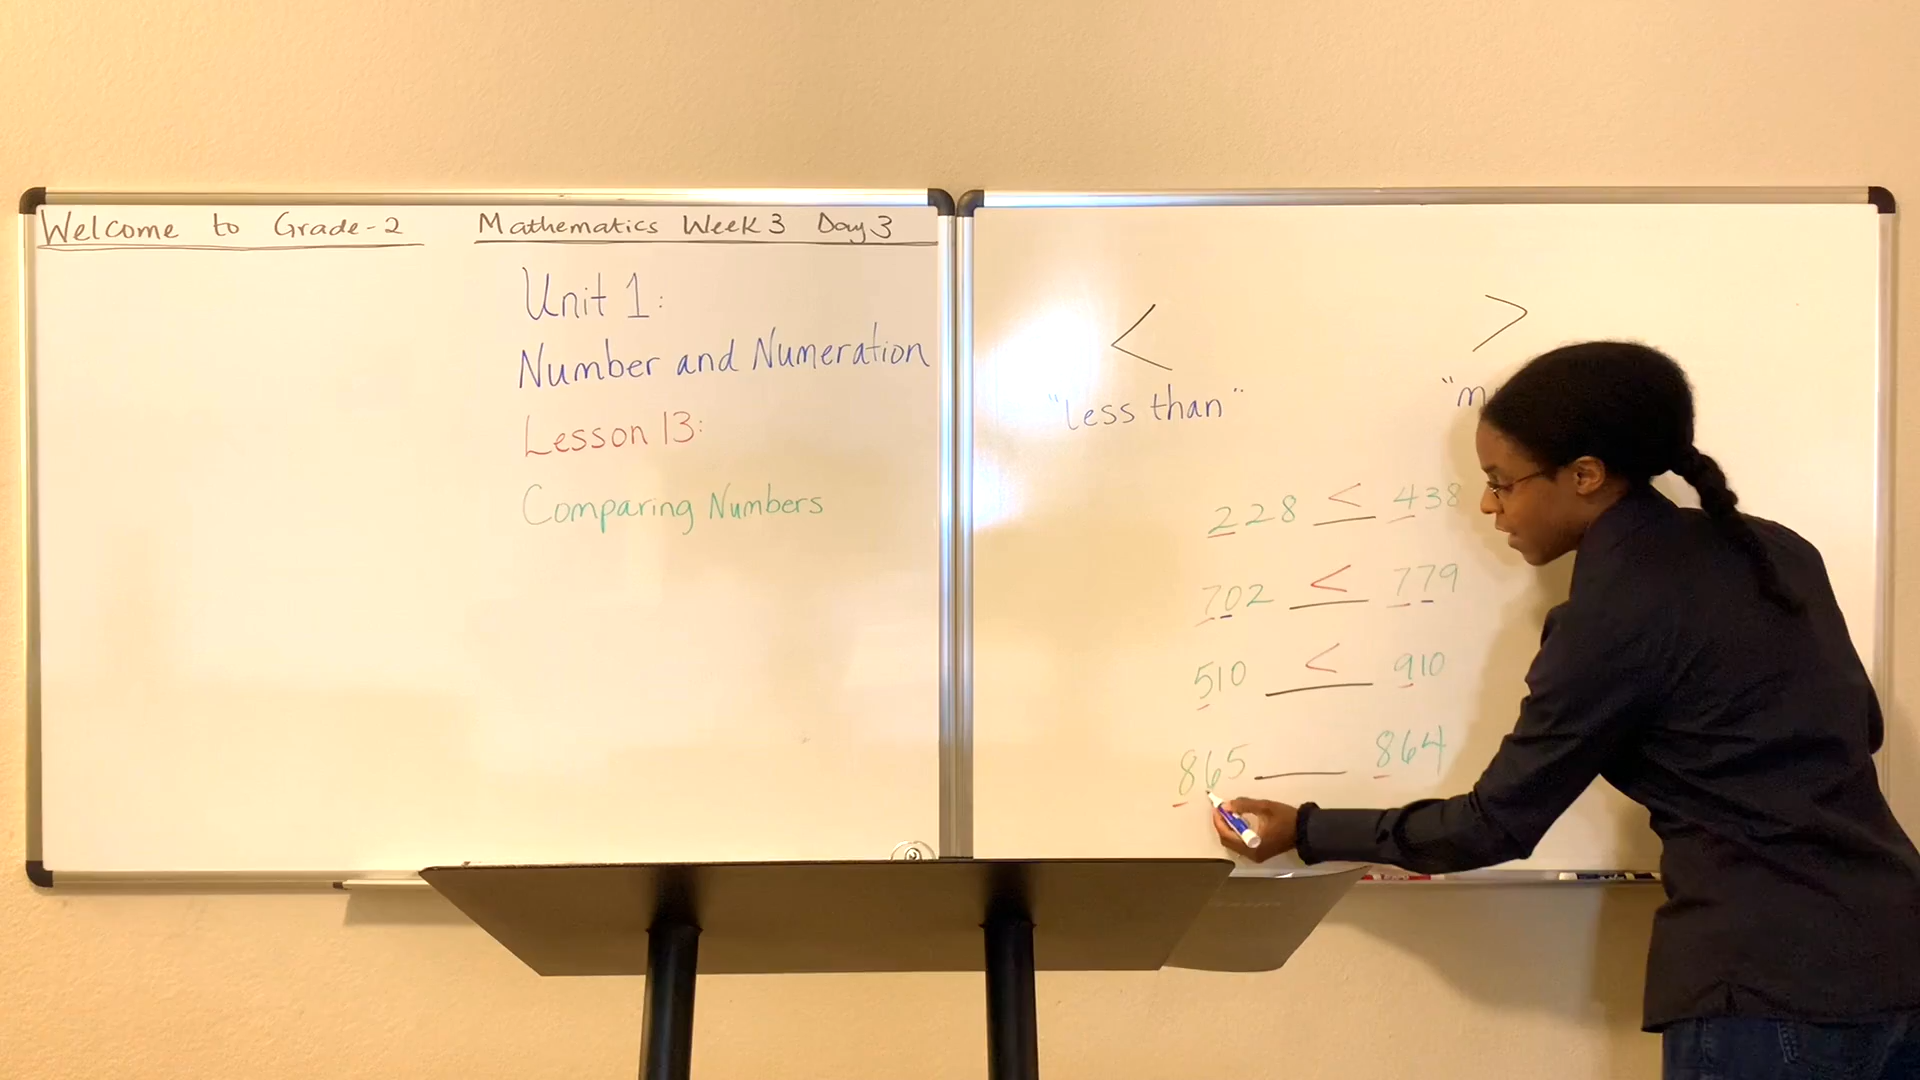 Welcome to Grade-2 Mathematics Week 3 Day 3
Unit 1:
Number and Numeration
Lesson 13:
Comparing Numbers
< >
"less than"
228 < 438
702 < 779
510 < 910
865 ___ 864